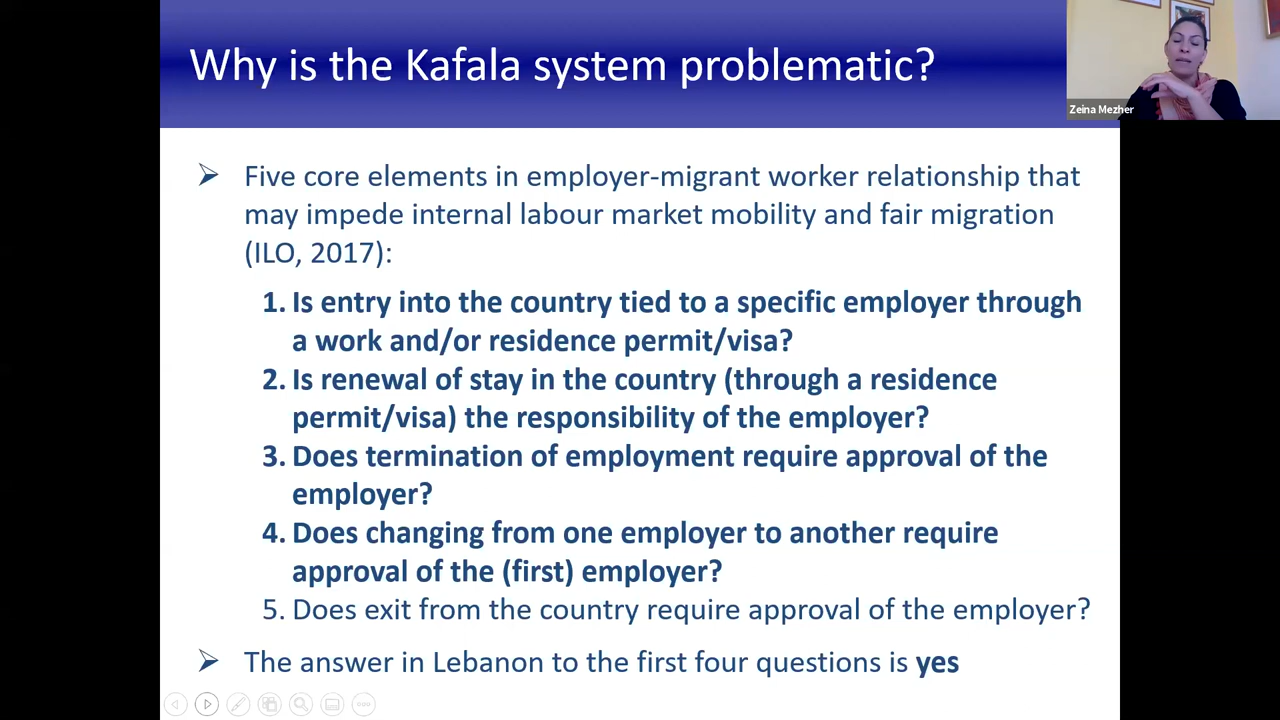 Why is the Kafala system problematic?
Zeina Mezher
Five core elements in employer-migrant worker relationship that
may impede internal labour market mobility and fair migration
(ILO, 2017):
1. Is entry into the country tied to a specific employer through
a work and/or residence permit/visa?
2. Is renewal of stay in the country (through a residence
permit/visa) the responsibility of the employer?
3. Does termination of employment require approval of the
employer?
4. Does changing from one employer to another require
approval of the (first) employer?
5. Does exit from the country require approval of the employer?
The answer in Lebanon to the first four questions is yes